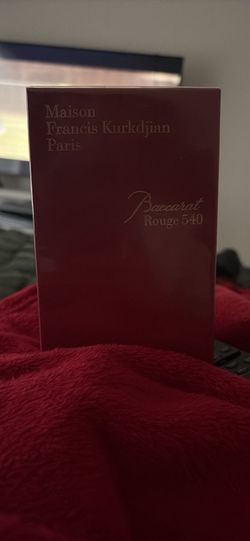 Maison
Francis Kurkdjian
Paris
Baccarat
Rouge 540